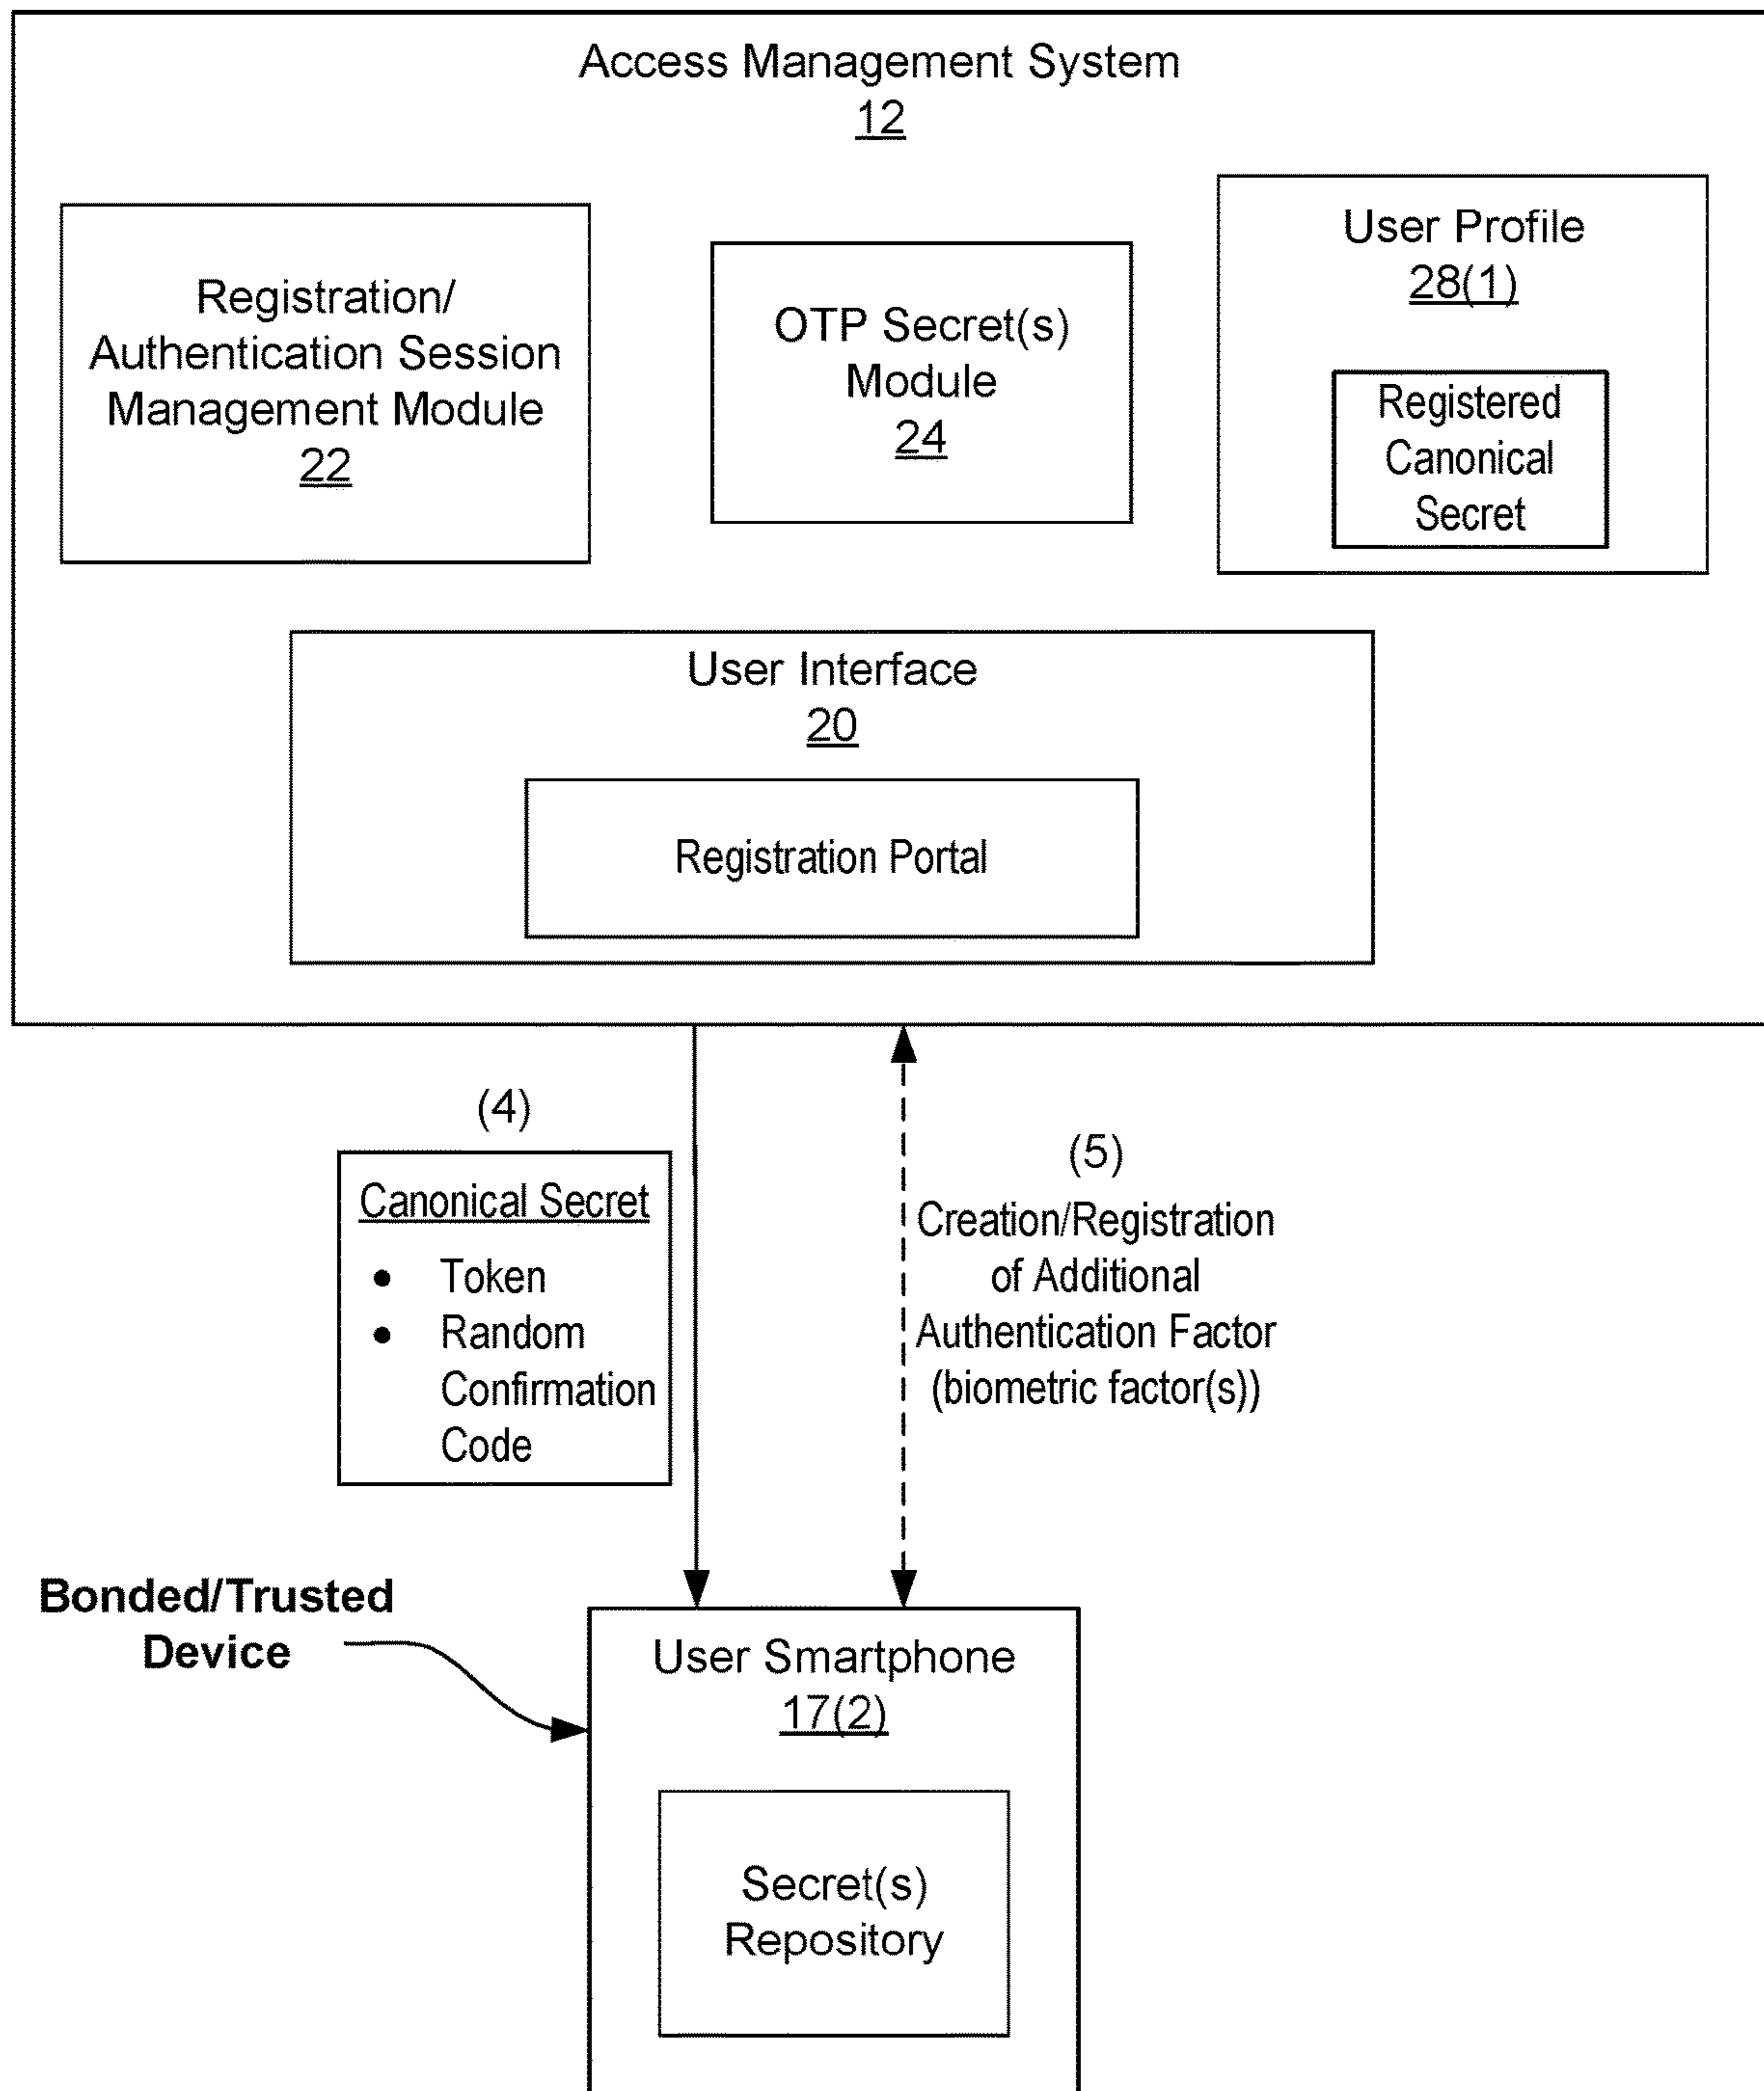 Access Management System
12
Registration/
Authentication Session
Management Module
22
OTP Secret(s)
Module
24
User Profile
28(1)
Registered
Canonical
Secret
User Interface
20
Registration Portal
(4)
Canonical Secret
• Token
• Random
Confirmation
Code
(5)
Creation/Registration
of Additional
Authentication Factor
(biometric factor(s))
Bonded/Trusted
Device
User Smartphone
17(2)
Secret(s)
Repository